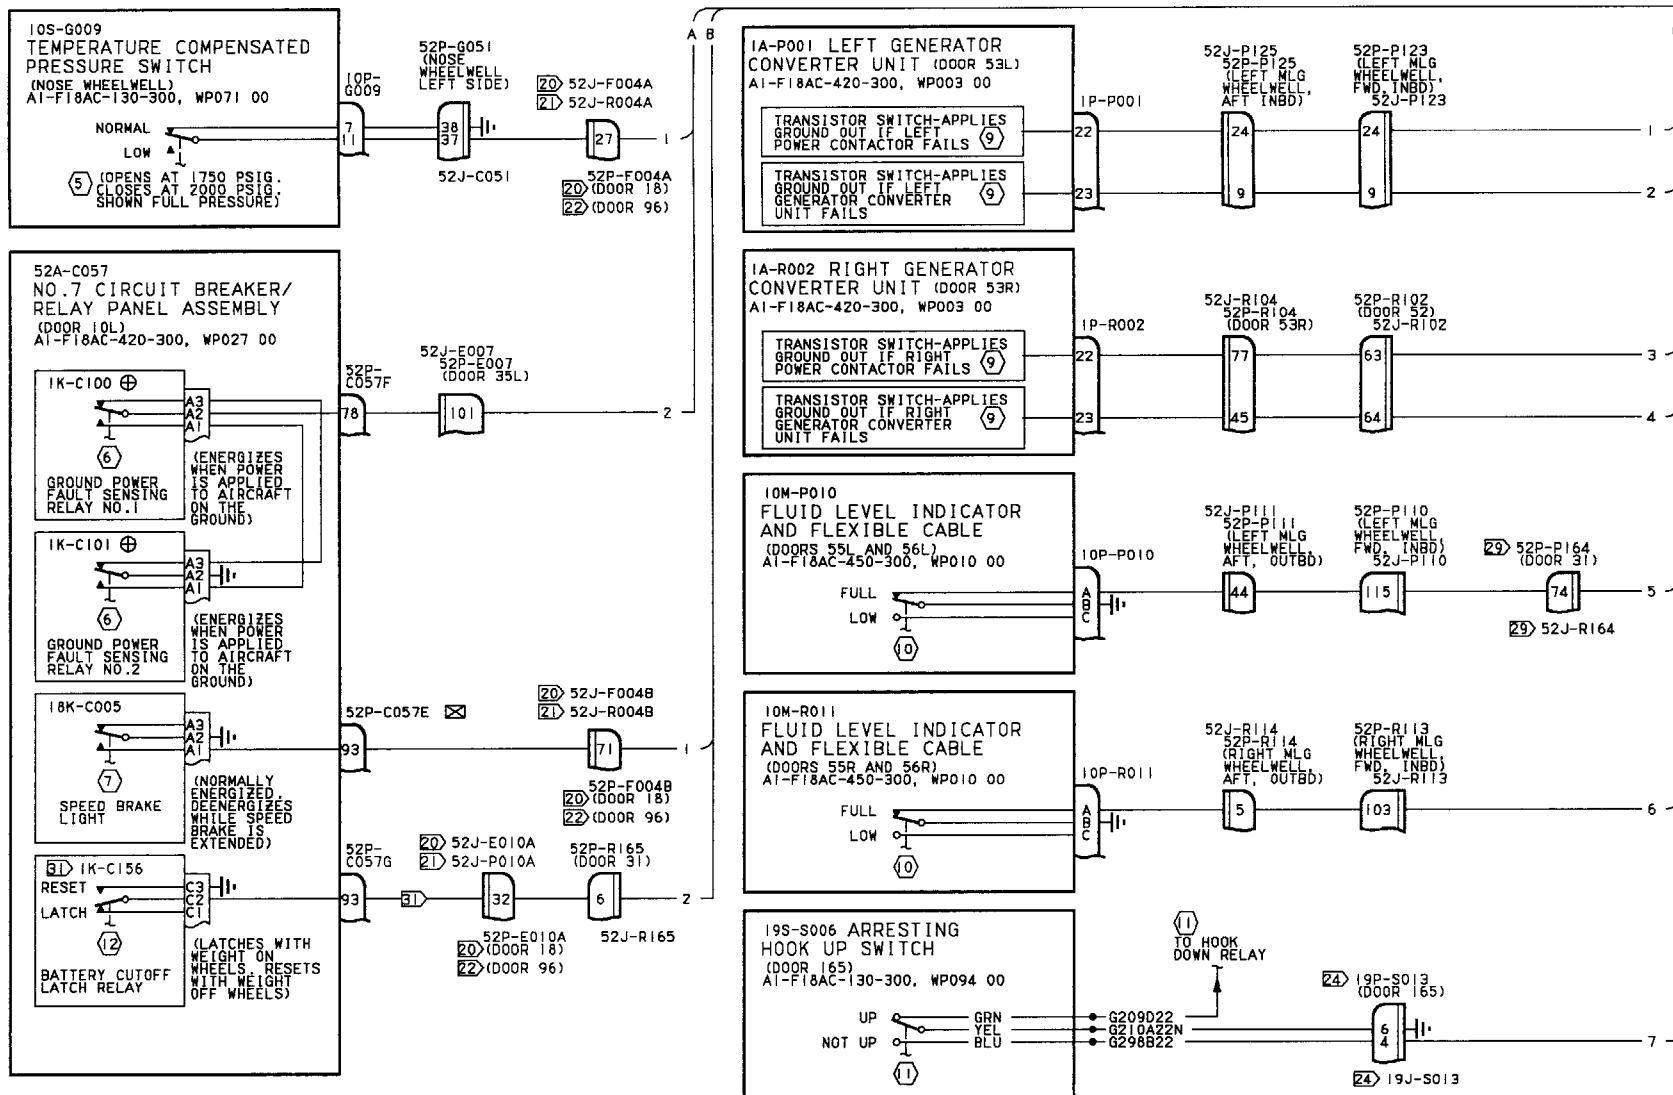 10S-G009
TEMPERATURE COMPENSATED
PRESSURE SWITCH
(NOSE WHEELWELL)
A1-F18AC-130-300, WP071 00
NORMAL
LOW
5
(OPENS AT 1750 PSIG.
CLOSES AT 2000 PSIG.
SHOWN FULL PRESSURE)
10P-
G009
7
11
52P-G051
(NOSE
WHEELWELL
LEFT SIDE)
38
37
52J-C051
20 52J-F004A
21 52J-R004A
27
1
52P-F004A
20 (DOOR 18)
22 (DOOR 96)
A B
52A-C057
NO.7 CIRCUIT BREAKER/
RELAY PANEL ASSEMBLY
(DOOR 10L)
A1-F18AC-420-300, WP027 00
1K-C100
A3
A2
A1
6
GROUND POWER
FAULT SENSING
RELAY NO.1
(ENERGIZES
WHEN POWER
IS APPLIED
TO AIRCRAFT
ON THE
GROUND)
52P-
C057F
78
52J-E007
52P-E007
(DOOR 35L)
101
2
1K-C101
A3
A2
A1
6
GROUND POWER
FAULT SENSING
RELAY NO.2
(ENERGIZES
WHEN POWER
IS APPLIED
TO AIRCRAFT
ON THE
GROUND)
18K-C005
A3
A2
A1
7
SPEED BRAKE
LIGHT
(NORMALLY
ENERGIZED.
DEENERGIZES
WHILE SPEED
BRAKE IS
EXTENDED)
52P-C057E
93
20 52J-F004B
21 52J-R004B
71
1
52P-F004B
20 (DOOR 18)
22 (DOOR 96)
31 1K-C156
RESET
LATCH
C3
C2
C1
12
BATTERY CUTOFF
LATCH RELAY
(LATCHES WITH
WEIGHT ON
WHEELS. RESETS
WITH WEIGHT
OFF WHEELS)
52P-
C057G
93
31
20 52J-E010A
21 52J-P010A
32
52P-E010A
20 (DOOR 18)
22 (DOOR 96)
52P-R165
(DOOR 31)
6
52J-R165
2
1A-P001 LEFT GENERATOR
CONVERTER UNIT (DOOR 53L)
A1-F18AC-420-300, WP003 00
TRANSISTOR SWITCH-APPLIES
GROUND OUT IF LEFT
POWER CONTACTOR FAILS 9
TRANSISTOR SWITCH-APPLIES
GROUND OUT IF LEFT
GENERATOR CONVERTER
UNIT FAILS
9
1P-P001
22
23
52J-P125
52P-P125
(LEFT MLG
WHEELWELL,
AFT INBD)
24
9
52P-P123
(LEFT MLG
WHEELWELL,
FWD, INBD)
52J-P123
24
9
1
2
1A-R002 RIGHT GENERATOR
CONVERTER UNIT (DOOR 53R)
A1-F18AC-420-300, WP003 00
TRANSISTOR SWITCH-APPLIES
GROUND OUT IF RIGHT
POWER CONTACTOR FAILS 9
TRANSISTOR SWITCH-APPLIES
GROUND OUT IF RIGHT
GENERATOR CONVERTER
UNIT FAILS
9
1P-R002
22
23
52J-R104
52P-R104
(DOOR 53R)
77
45
52P-R102
(DOOR 52)
52J-R102
63
64
3
4
10M-P010
FLUID LEVEL INDICATOR
AND FLEXIBLE CABLE
(DOORS 55L AND 56L)
A1-F18AC-450-300, WP010 00
FULL
LOW
10
10P-P010
A
B
C
52J-P111
52P-P111
(LEFT MLG
WHEELWELL,
AFT, OUTBD)
44
52P-P110
(LEFT MLG
WHEELWELL,
FWD, INBD)
52J-P110
115
29 52P-P164
(DOOR 31)
74
29 52J-R164
5
10M-R011
FLUID LEVEL INDICATOR
AND FLEXIBLE CABLE
(DOORS 55R AND 56R)
A1-F18AC-450-300, WP010 00
FULL
LOW
10
10P-R011
A
B
C
52J-R114
52P-R114
(RIGHT MLG
WHEELWELL,
AFT, OUTBD)
5
52P-R113
(RIGHT MLG
WHEELWELL,
FWD, INBD)
52J-R113
103
6
19S-S006 ARRESTING
HOOK UP SWITCH
(DOOR 165)
A1-F18AC-130-300, WP094 00
UP
NOT UP
GRN
YEL
BLU
11
G209D22
G210A22N
G298B22
11
TO HOOK
DOWN RELAY
24 19P-S013
(DOOR 165)
6
4
24 19J-S013
7